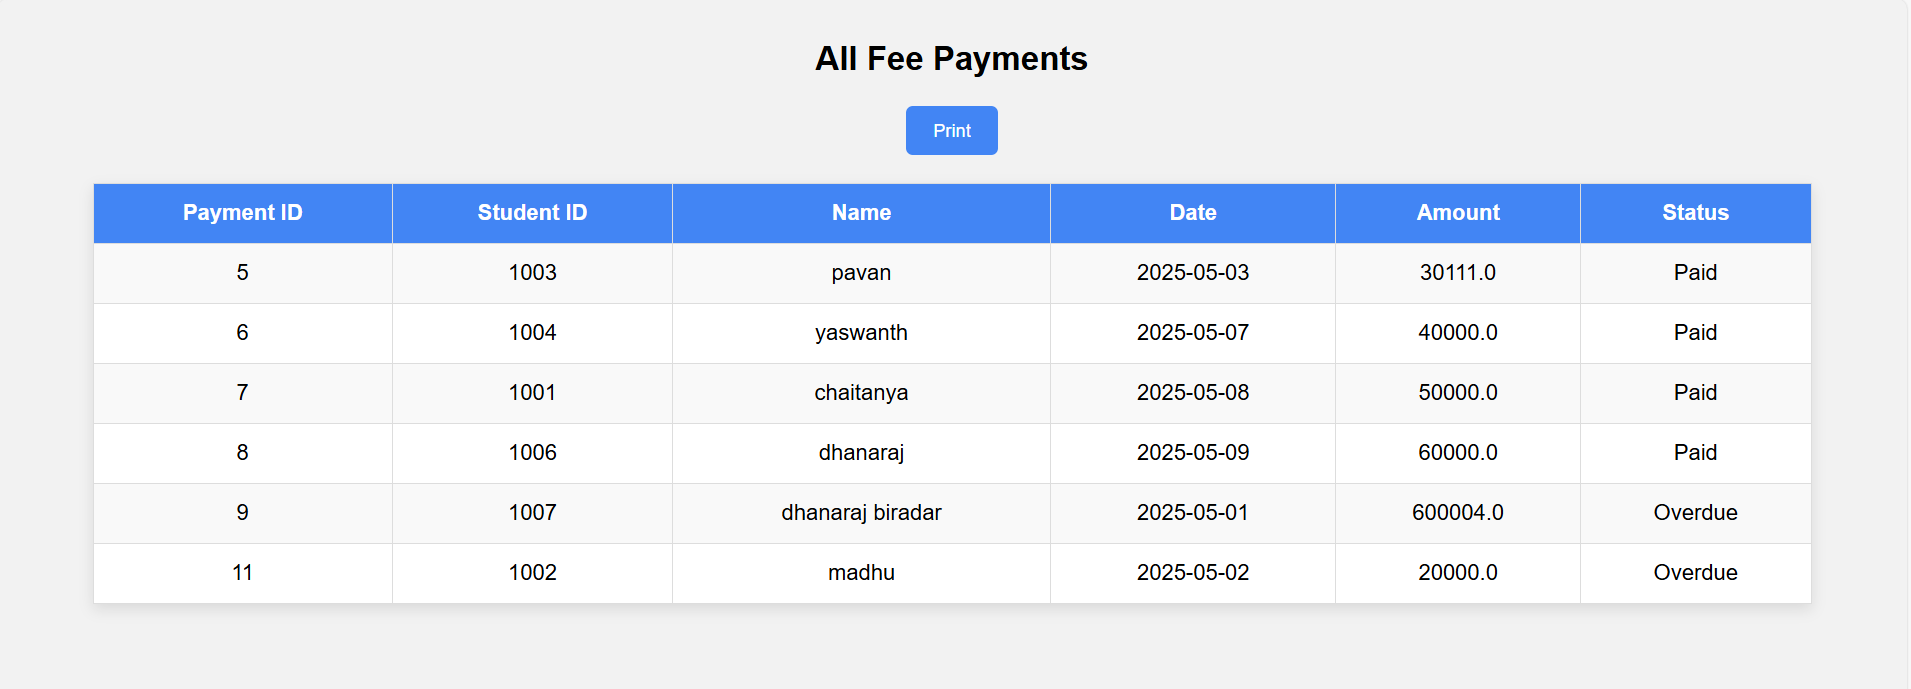 All Fee Payments
Print
Payment ID Student ID Name Date Amount Status
5 1003 pavan 2025-05-03 30111.0 Paid
6 1004 yaswanth 2025-05-07 40000.0 Paid
7 1001 chaitanya 2025-05-08 50000.0 Paid
8 1006 dhanaraj 2025-05-09 60000.0 Paid
9 1007 dhanaraj biradar 2025-05-01 600004.0 Overdue
11 1002 madhu 2025-05-02 20000.0 Overdue